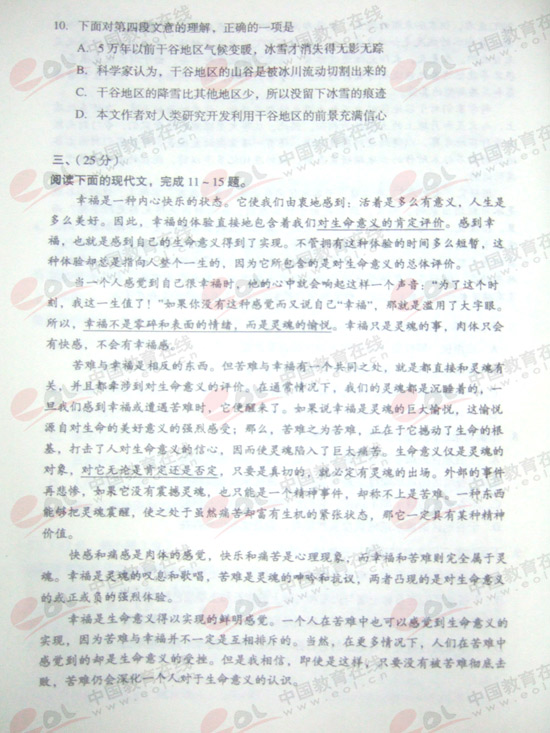 10. 下面对第四段文意的理解，正确的一项是
A. 5 万年以前干谷地区气候变暖，冰雪才消失得无影无踪
B. 科学家认为，干谷地区的山谷是被冰川流动切割出来的
C. 干谷地区的降雪比其他地区少，所以没留下冰雪的痕迹
D. 本文作者对人类研究开发利用干谷地区的前景充满信心
三、（25 分）
阅读下面的现代文，完成 11～15 题。
幸福是一种内心快乐的状态。它使我们由衷地感到：活着是多么有意义，人生是
多么美好。因此，幸福的体验直接地包含着我们对生命意义的肯定评价。感到幸
福，也就是感到自己的生命意义得到了实现。不管拥有这种体验的时间多么短暂，这
种体验却总是指向人整个一生的，因为它所包含的是对生命意义的总体评价。
当一个人感觉到自己很幸福时，他的心中就会响起这样一个声音：“为了这个时
刻，我这一生值了！”如果你没有这种感觉而又说自己“幸福”，那就是滥用了大字眼。
所以，幸福不是零碎和表面的情绪，而是灵魂的愉悦。幸福只是灵魂的事，肉体只会
有快感，不会有幸福感。
苦难与幸福是相反的东西。但苦难与幸福有一个共同之处，就是都直接和灵魂有
关，并且都牵涉到对生命意义的评价。在通常情况下，我们的灵魂都是沉睡着的，一
旦我们感到幸福或遭遇苦难时，它便醒来了。如果说幸福是灵魂的巨大愉悦，这愉悦
源自对生命的美好意义的强烈感受；那么，苦难之为苦难，正在于它撼动了生命的根
基，打击了人对生命意义的信心，因而使灵魂陷入了巨大痛苦。生命意义仅是灵魂的
对象，对它无论是肯定还是否定，只要是真切的，就必定有灵魂的出场。外部的事件
再悲惨，如果它没有震撼灵魂，也只能是一个精神事件，却称不上是苦难。一种东西
能够把灵魂震醒，使之处于虽然痛苦却富有生机的紧张状态，那它一定具有某种精神
价值。
快感和痛感是肉体的感觉，快乐和痛苦是心理现象，而幸福和苦难则完全属于灵
魂。幸福是灵魂的叹息和歌唱，苦难是灵魂的呻吟和抗议，两者凸现的是对生命意义
的或正或负的强烈体验。
幸福是生命意义得以实现的鲜明感觉。一个人在苦难中也可以感觉到生命意义的
实现，因为苦难与幸福并不一定是互相排斥的。当然，在更多情况下，人们在苦难中
感觉到的却是生命意义的受挫。但是我相信，即使是这样，只要没有被苦难彻底击
败，苦难仍会深化一个人对于生命意义的认识。
中国教育在线
www.eol.cn